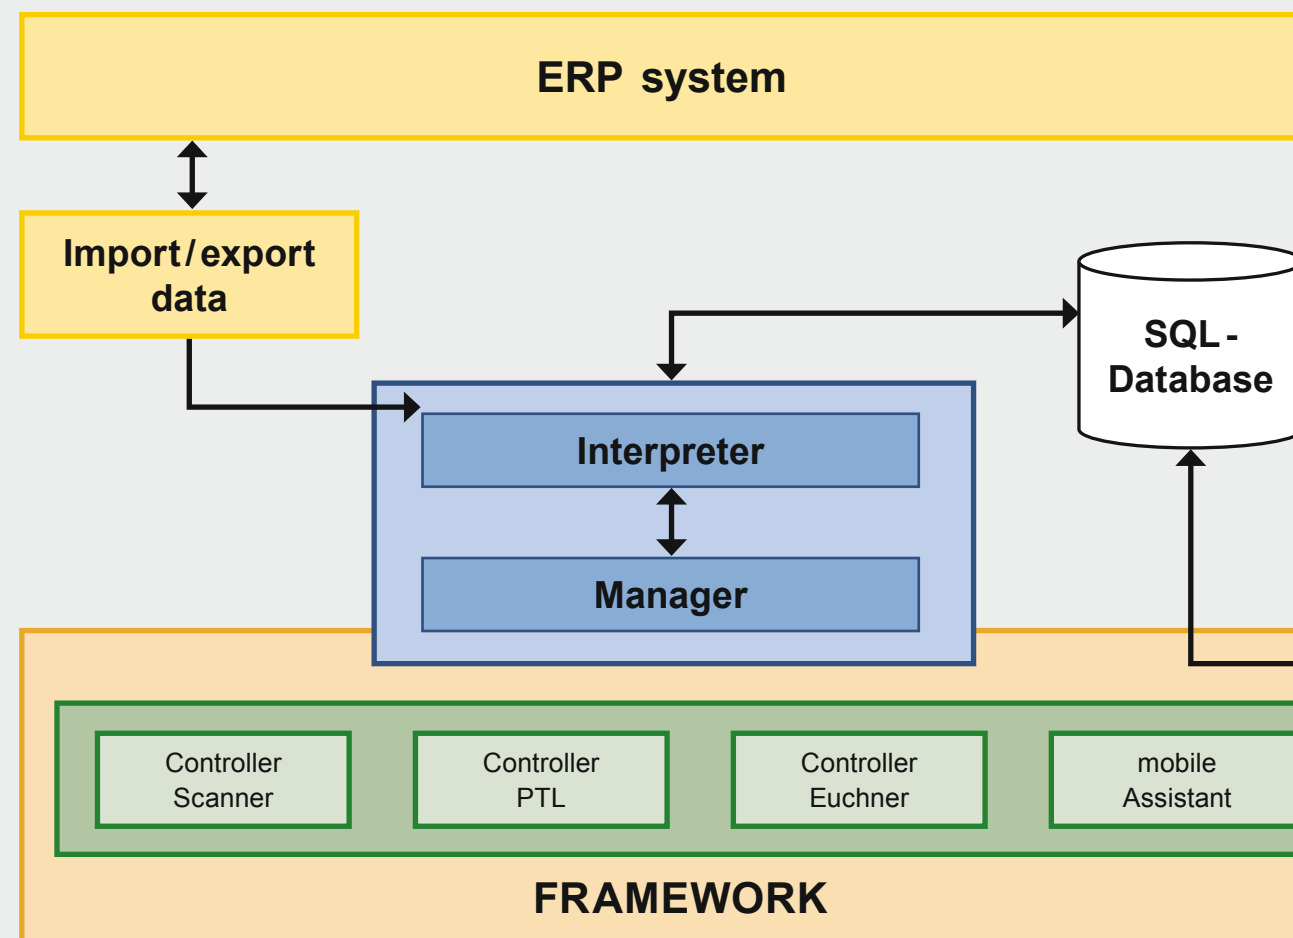 ERP system
Import/export
data
SQL-
Database
Interpreter
Manager
Controller
Scanner
Controller
PTL
Controller
Euchner
mobile
Assistant
FRAMEWORK